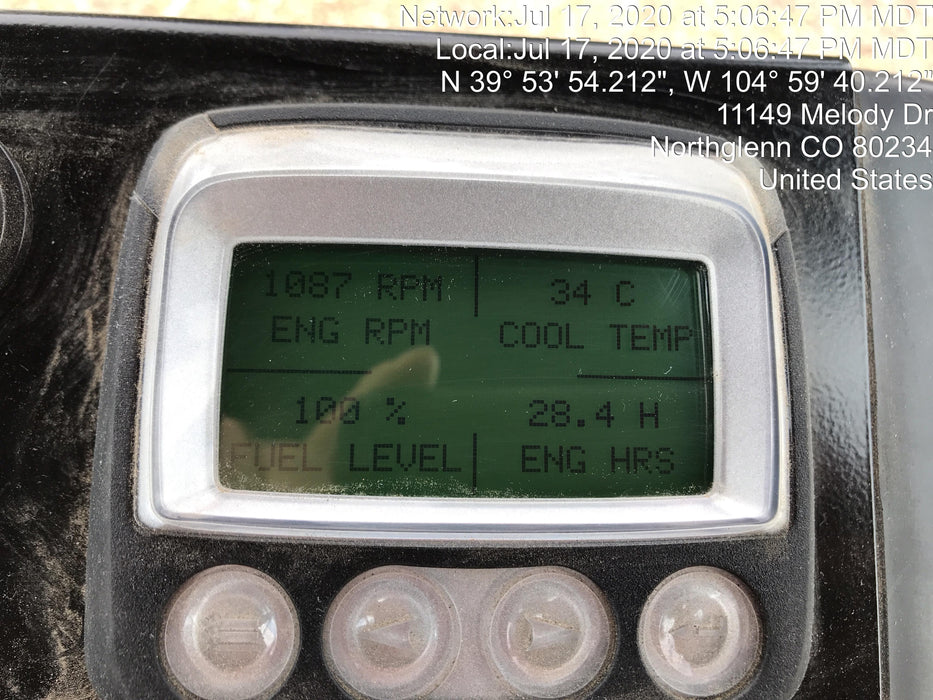 Network:Jul 17, 2020 at 5:06:47 PM MDT
Local:Jul 17, 2020 at 5:06:47 PM MDT
N 39° 53' 54.212", W 104° 59' 40.212"
11149 Melody Dr
Northglenn CO 80234
United States
1087 RPM
ENG RPM
34 C
COOL TEMP
100 %
FUEL LEVEL
28.4 H
ENG HRS